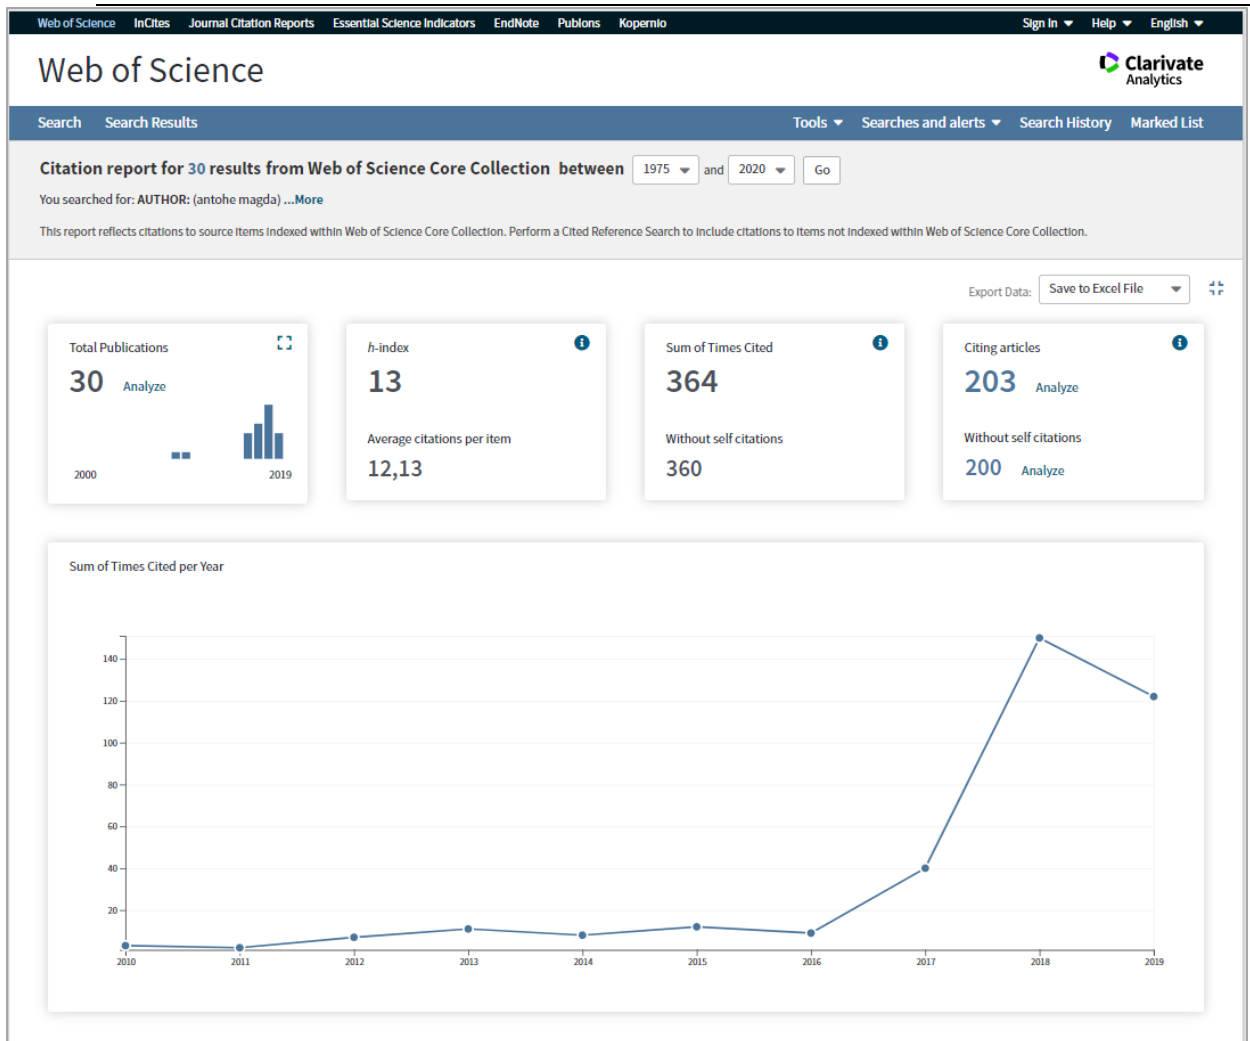 Web of Science InCites Journal Citation Reports Essential Science Indicators EndNote Publons Kopernio Sign In Help English
Web of Science
Clarivate
Analytics
Search Search Results Tools Searches and alerts Search History Marked List
Citation report for 30 results from Web of Science Core Collection between 1975 and 2020 Go
You searched for: AUTHOR: (antohe magda) ...More
This report reflects citations to source items indexed within Web of Science Core Collection. Perform a Cited Reference Search to include citations to items not indexed within Web of Science Core Collection.
Export Data: Save to Excel File
Total Publications
30 Analyze
2000 2019
h-index
13
Average citations per item
12,13
Sum of Times Cited
364
Without self citations
360
Citing articles
203 Analyze
Without self citations
200 Analyze
Sum of Times Cited per Year
140
120
100
80
60
40
20
2010 2011 2012 2013 2014 2015 2016 2017 2018 2019